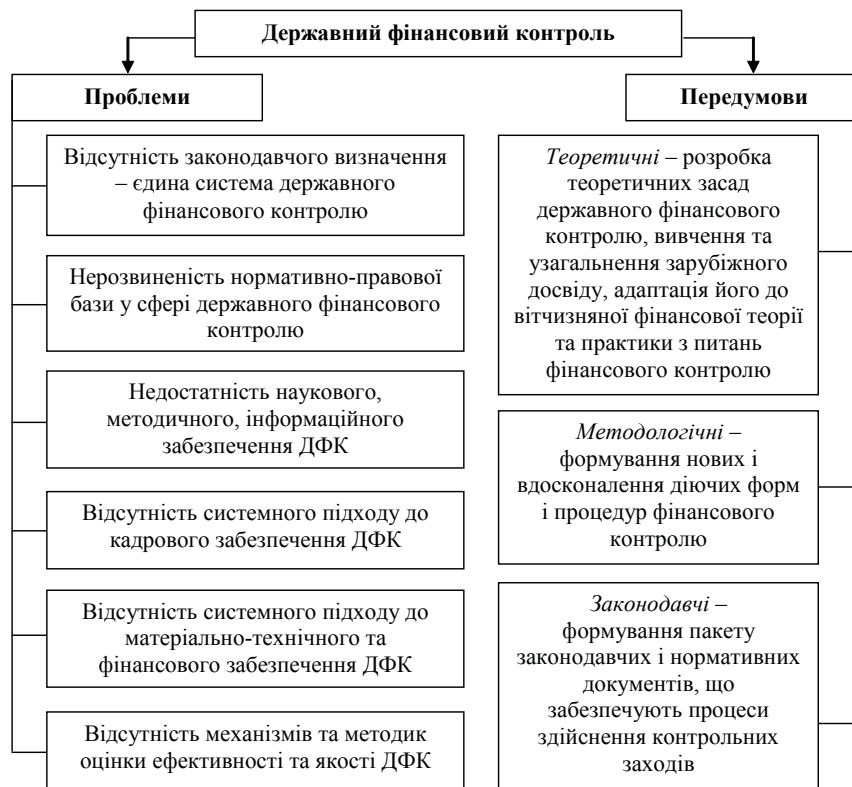 Державний фінансовий контроль
Проблеми
Відсутність законодавчого визначення
– єдина система державного
фінансового контролю
Нерозвиненість нормативно-правової
бази у сфері державного фінансового
контролю
Недостатність наукового,
методичного, інформаційного
забезпечення ДФК
Відсутність системного підходу до
кадрового забезпечення ДФК
Відсутність системного підходу до
матеріально-технічного та
фінансового забезпечення ДФК
Відсутність механізмів та методик
оцінки ефективності та якості ДФК
Передумови
Теоретичні – розробка
теоретичних засад
державного фінансового
контролю, вивчення та
узагальнення зарубіжного
досвіду, адаптація його до
вітчизняної фінансової теорії
та практики з питань
фінансового контролю
Методологічні –
формування нових і
вдосконалення діючих форм
і процедур фінансового
контролю
Законодавчі –
формування пакету
законодавчих і нормативних
документів, що
забезпечують процеси
здійснення контрольних
заходів